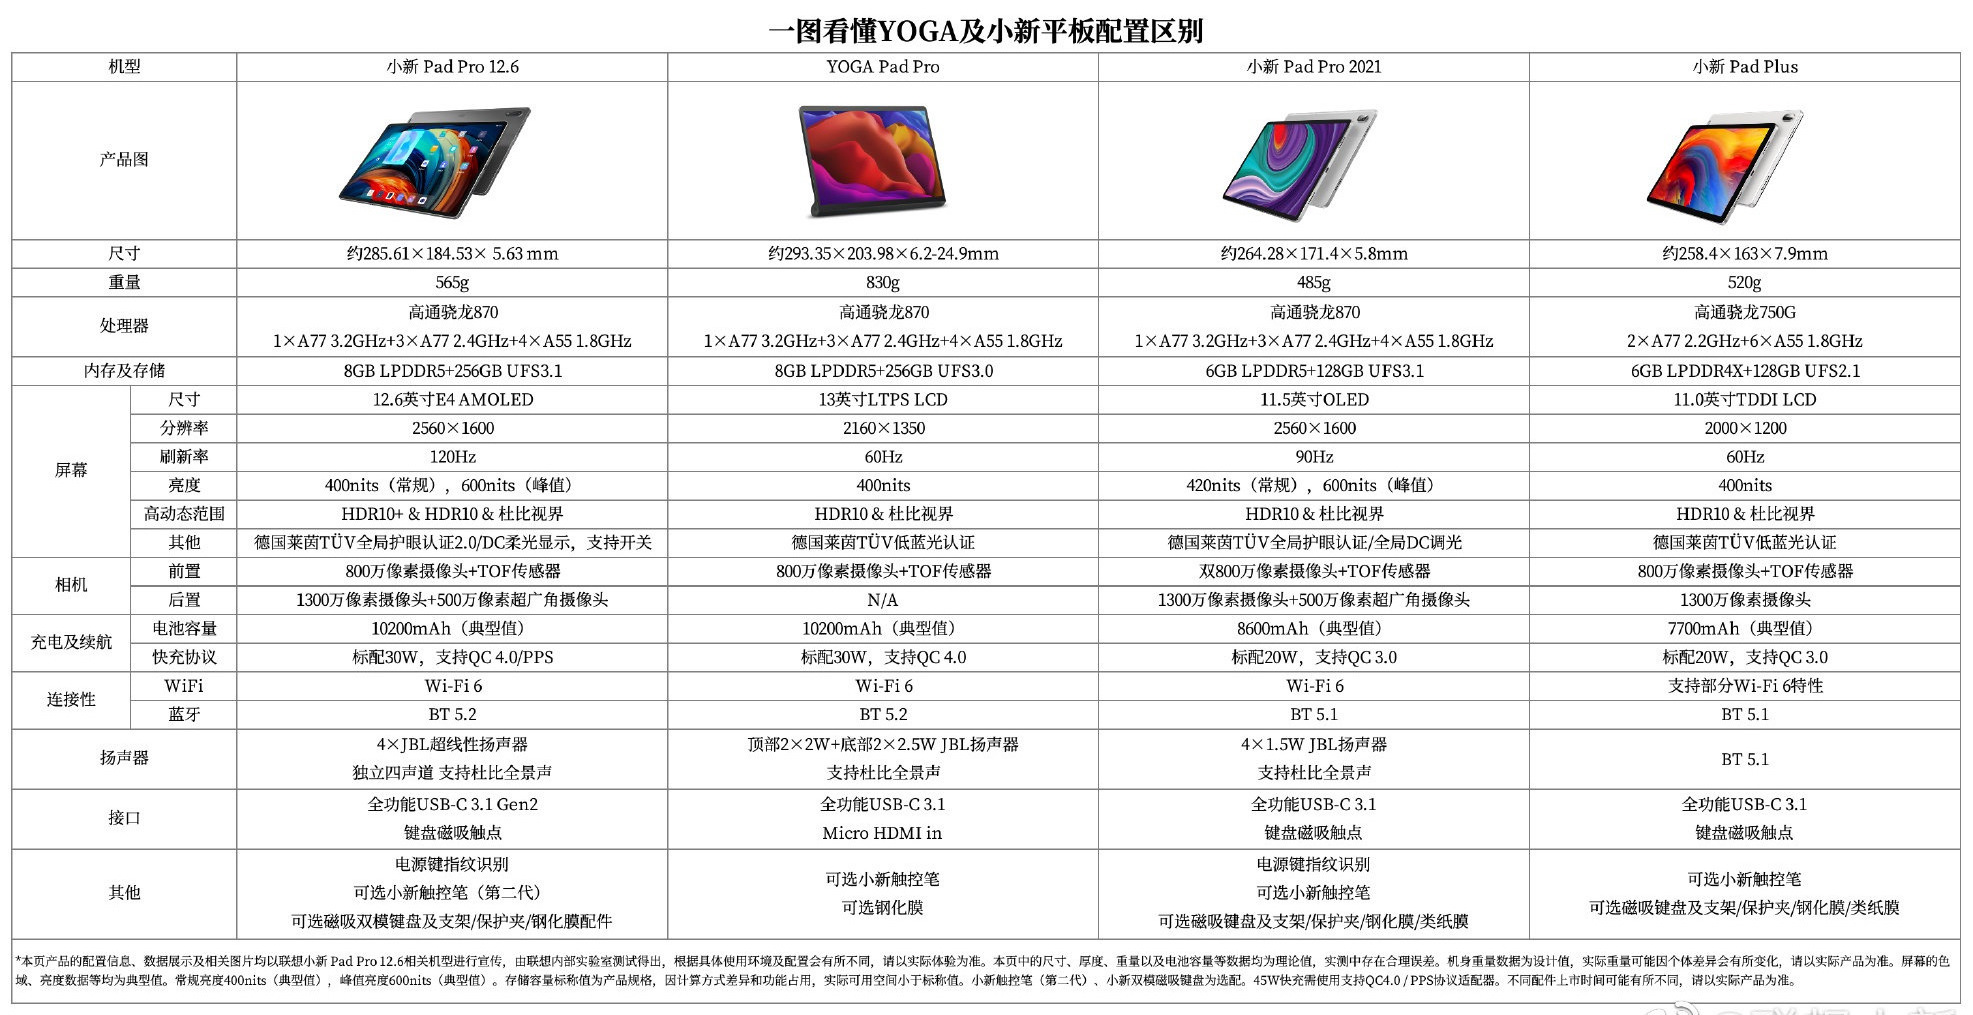 一图看懂YOGA及小新平板配置区别
机型 小新 Pad Pro 12.6 YOGA Pad Pro 小新 Pad Pro 2021 小新 Pad Plus
产品图
尺寸 约285.61×184.53× 5.63 mm 约293.35×203.98×6.2-24.9mm 约264.28×171.4×5.8mm 约258.4×163×7.9mm
重量 565g 830g 485g 520g
处理器 高通骁龙870 高通骁龙870 高通骁龙870 高通骁龙750G
1×A77 3.2GHz+3×A77 2.4GHz+4×A55 1.8GHz 1×A77 3.2GHz+3×A77 2.4GHz+4×A55 1.8GHz 1×A77 3.2GHz+3×A77 2.4GHz+4×A55 1.8GHz 2×A77 2.2GHz+6×A55 1.8GHz
内存及存储 8GB LPDDR5+256GB UFS3.1 8GB LPDDR5+256GB UFS3.0 6GB LPDDR5+128GB UFS3.1 6GB LPDDR4X+128GB UFS2.1
屏幕 尺寸 12.6英寸E4 AMOLED 13英寸LTPS LCD 11.5英寸OLED 11.0英寸TDDI LCD
分辨率 2560×1600 2160×1350 2560×1600 2000×1200
刷新率 120Hz 60Hz 90Hz 60Hz
亮度 400nits（常规），600nits（峰值） 400nits 420nits（常规），600nits（峰值） 400nits
高动态范围 HDR10+ & HDR10 & 杜比视界 HDR10 & 杜比视界 HDR10 & 杜比视界 HDR10 & 杜比视界
其他 德国莱茵TÜV全局护眼认证2.0/DC柔光显示，支持开关 德国莱茵TÜV低蓝光认证 德国莱茵TÜV全局护眼认证/全局DC调光 德国莱茵TÜV低蓝光认证
相机 前置 800万像素摄像头+TOF传感器 800万像素摄像头+TOF传感器 双800万像素摄像头+TOF传感器 800万像素摄像头+TOF传感器
后置 1300万像素摄像头+500万像素超广角摄像头 N/A 1300万像素摄像头+500万像素超广角摄像头 1300万像素摄像头
充电及续航 电池容量 10200mAh（典型值） 10200mAh（典型值） 8600mAh（典型值） 7700mAh（典型值）
快充协议 标配30W，支持QC 4.0/PPS 标配30W，支持QC 4.0 标配20W，支持QC 3.0 标配20W，支持QC 3.0
连接性 WiFi Wi-Fi 6 Wi-Fi 6 Wi-Fi 6 支持部分Wi-Fi 6特性
蓝牙 BT 5.2 BT 5.2 BT 5.1 BT 5.1
扬声器 4×JBL超线性扬声器 顶部2×2W+底部2×2.5W JBL扬声器 4×1.5W JBL扬声器 BT 5.1
独立四声道 支持杜比全景声 支持杜比全景声 支持杜比全景声
接口 全功能USB-C 3.1 Gen2 全功能USB-C 3.1 全功能USB-C 3.1 全功能USB-C 3.1
键盘磁吸触点 Micro HDMI in 键盘磁吸触点 键盘磁吸触点
其他 电源键指纹识别 可选小新触控笔 电源键指纹识别 可选小新触控笔
可选小新触控笔（第二代） 可选钢化膜 可选小新触控笔 可选磁吸键盘及支架/保护夹/钢化膜/类纸膜
可选磁吸双模键盘及支架/保护夹/钢化膜配件 可选磁吸键盘及支架/保护夹/钢化膜/类纸膜
*本页产品的配置信息、数据展示及相关图片均以联想小新 Pad Pro 12.6相关机型进行宣传，由联想内部实验室测试得出，根据具体使用环境及配置会有所不同，请以实际体验为准。本页中的尺寸、厚度、重量以及电池容量等数据均为理论值，实测中存在合理误差。机身重量数据为设计值，实际重量可能因个体差异会有所变化，请以实际产品为准。屏幕的色
域、亮度数据等均为典型值。常规亮度400nits（典型值），峰值亮度600nits（典型值）。存储容量标称值为产品规格，因计算方式差异和功能占用，实际可用空间小于标称值。小新触控笔（第二代）、小新双模磁吸键盘为选配。45W快充需使用支持QC4.0 / PPS协议适配器。不同配件上市时间可能有所不同，请以实际产品为准。